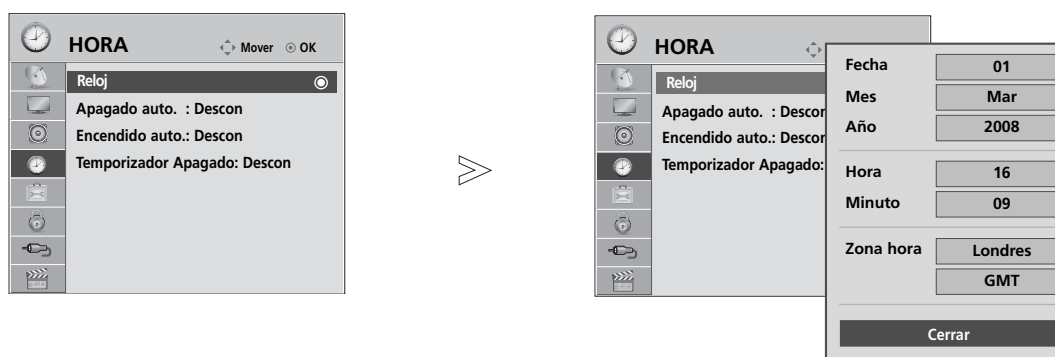 HORA
Mover OK
Reloj
Apagado auto. : Descon
Encendido auto.: Descon
Temporizador Apagado: Descon
HORA
Reloj
Apagado auto. : Descon
Encendido auto.: Descon
Temporizador Apagado:
Fecha 01
Mes Mar
Año 2008
Hora 16
Minuto 09
Zona hora Londres
GMT
Cerrar